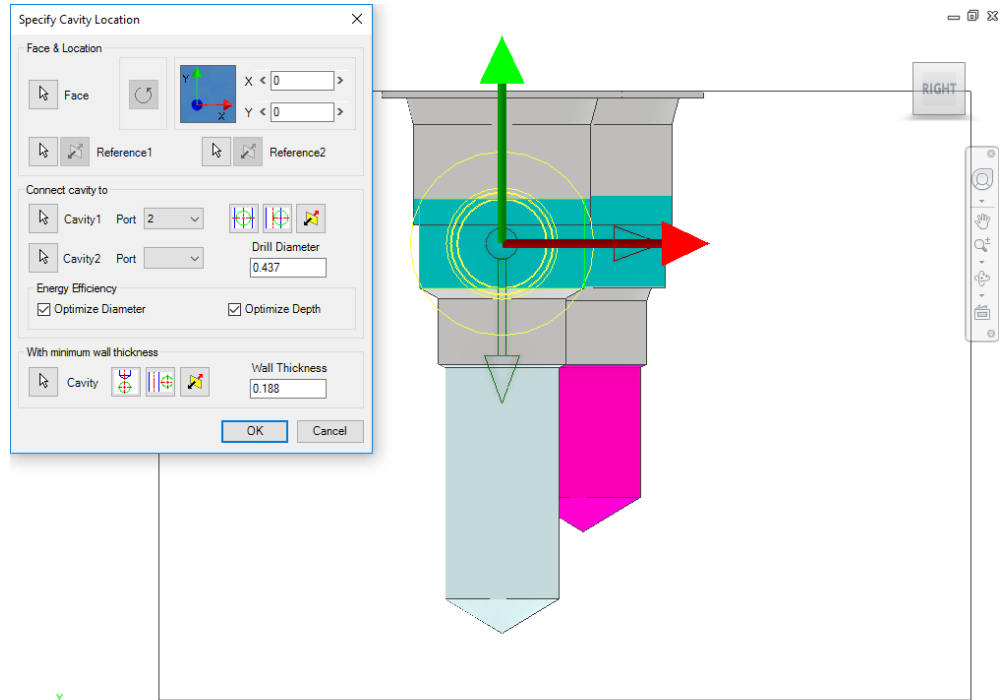 Specify Cavity Location
Face & Location
Face
Y
X
X < 0 >
Y < 0 >
Reference1
Reference2
Connect cavity to
Cavity1 Port 2
Cavity2 Port
Drill Diameter
0.437
Energy Efficiency
Optimize Diameter
Optimize Depth
With minimum wall thickness
Cavity
Wall Thickness
0.188
OK
Cancel
RIGHT
Y